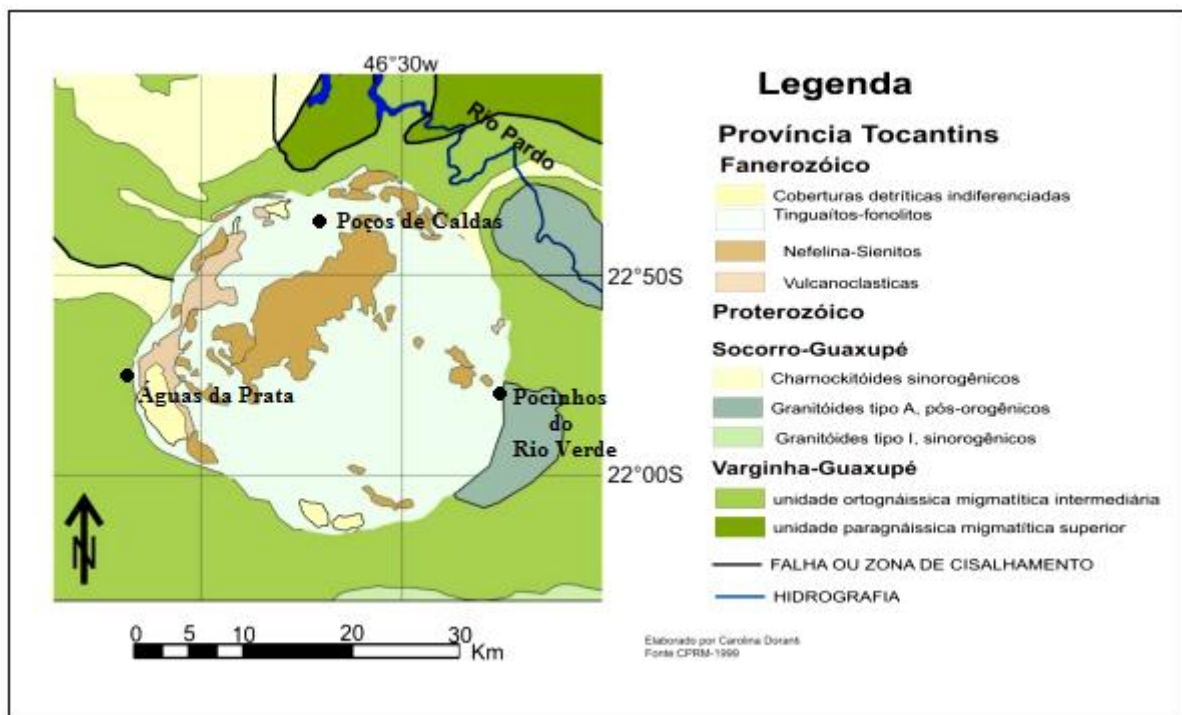 46°30w
Rio Pardo
Poços de Caldas
22°50S
Águas da Prata
Pocinhos
do
Rio Verde
22°00S
N
0 5 10 20 30
Km
Legenda
Província Tocantins
Fanerozóico
Coberturas detríticas indiferenciadas
Tinguaítos-fonolitos
Nefelina-Sienitos
Vulcanoclasticas
Proterozóico
Socorro-Guaxupé
Charnockitóides sinorogênicos
Granitóides tipo A, pós-orogênicos
Granitóides tipo I, sinorogênicos
Varginha-Guaxupé
unidade ortognáissica migmatítica intermediária
unidade paragnáissica migmatítica superior
FALHA OU ZONA DE CISALHAMENTO
HIDROGRAFIA
Elaborado por Carolina Doranti
Fonte CPRM-1999